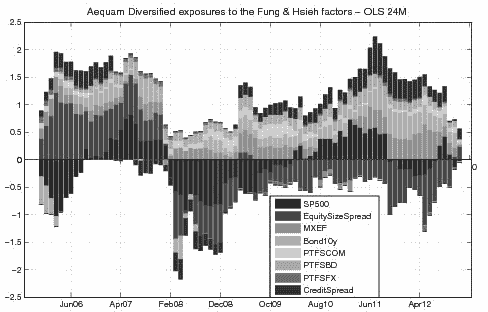 Aequam Diversified exposures to the Fung & Hsieh factors – OLS 24M
2.5
2
1.5
1
0.5
0
0
−0.5
−1
−1.5
−2
−2.5
SP500
EquitySizeSpread
MXEF
Bond10y
PTFSCOM
PTFSBD
PTFSFX
CreditSpread
Jun06 Apr07 Feb08 Dec08 Oct09 Aug10 Jun11 Apr12